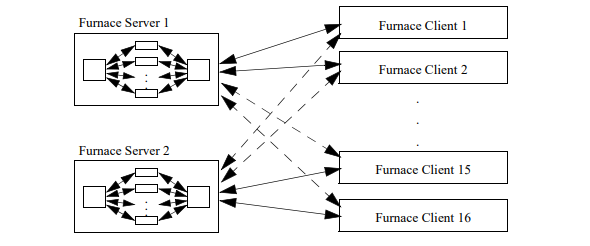 Furnace Server 1
Furnace Client 1
Furnace Client 2
Furnace Server 2
Furnace Client 15
Furnace Client 16